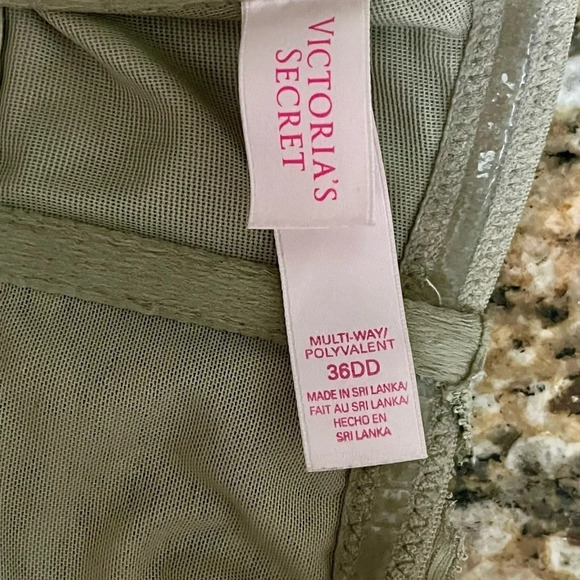 VICTORIA'S
SECRET
MULTI-WAY/
POLYVALENT
36DD
MADE IN SRI LANKA/
FAIT AU SRI LANKA/
HECHO EN
SRI LANKA